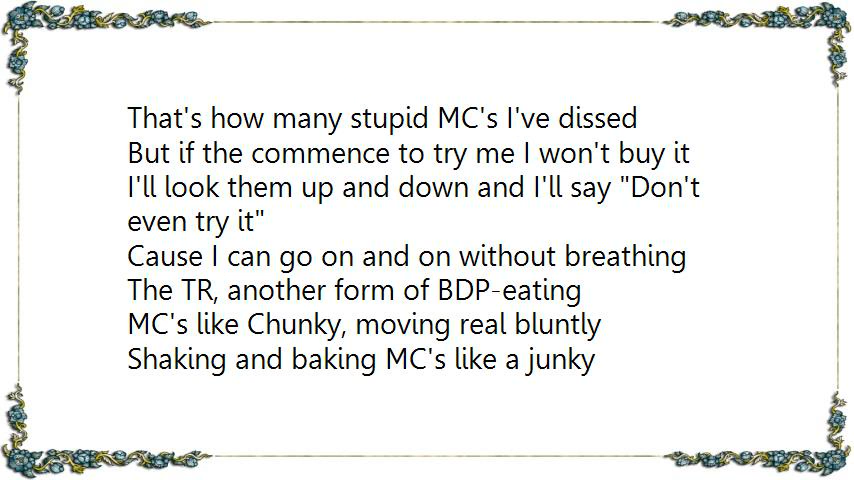 That's how many stupid MC's I've dissed
But if the commence to try me I won't buy it
I'll look them up and down and I'll say "Don't
even try it"
Cause I can go on and on without breathing
The TR, another form of BDP-eating
MC's like Chunky, moving real bluntly
Shaking and baking MC's like a junky